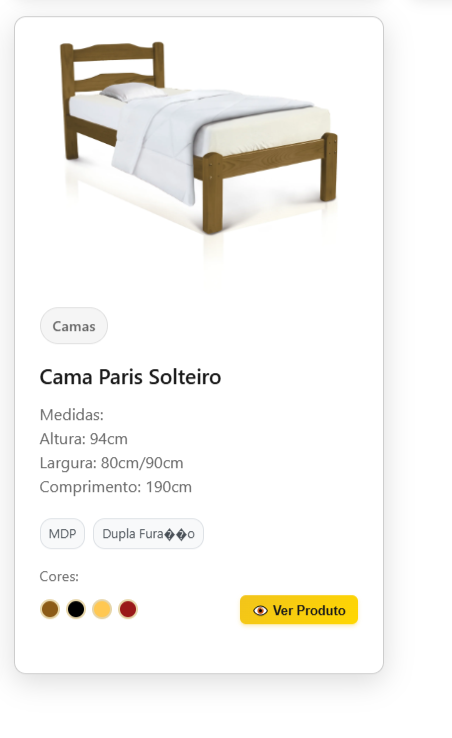 Camas
Cama Paris Solteiro
Medidas:
Altura: 94cm
Largura: 80cm/90cm
Comprimento: 190cm
MDP
Dupla Fura��o
Cores:
Ver Produto